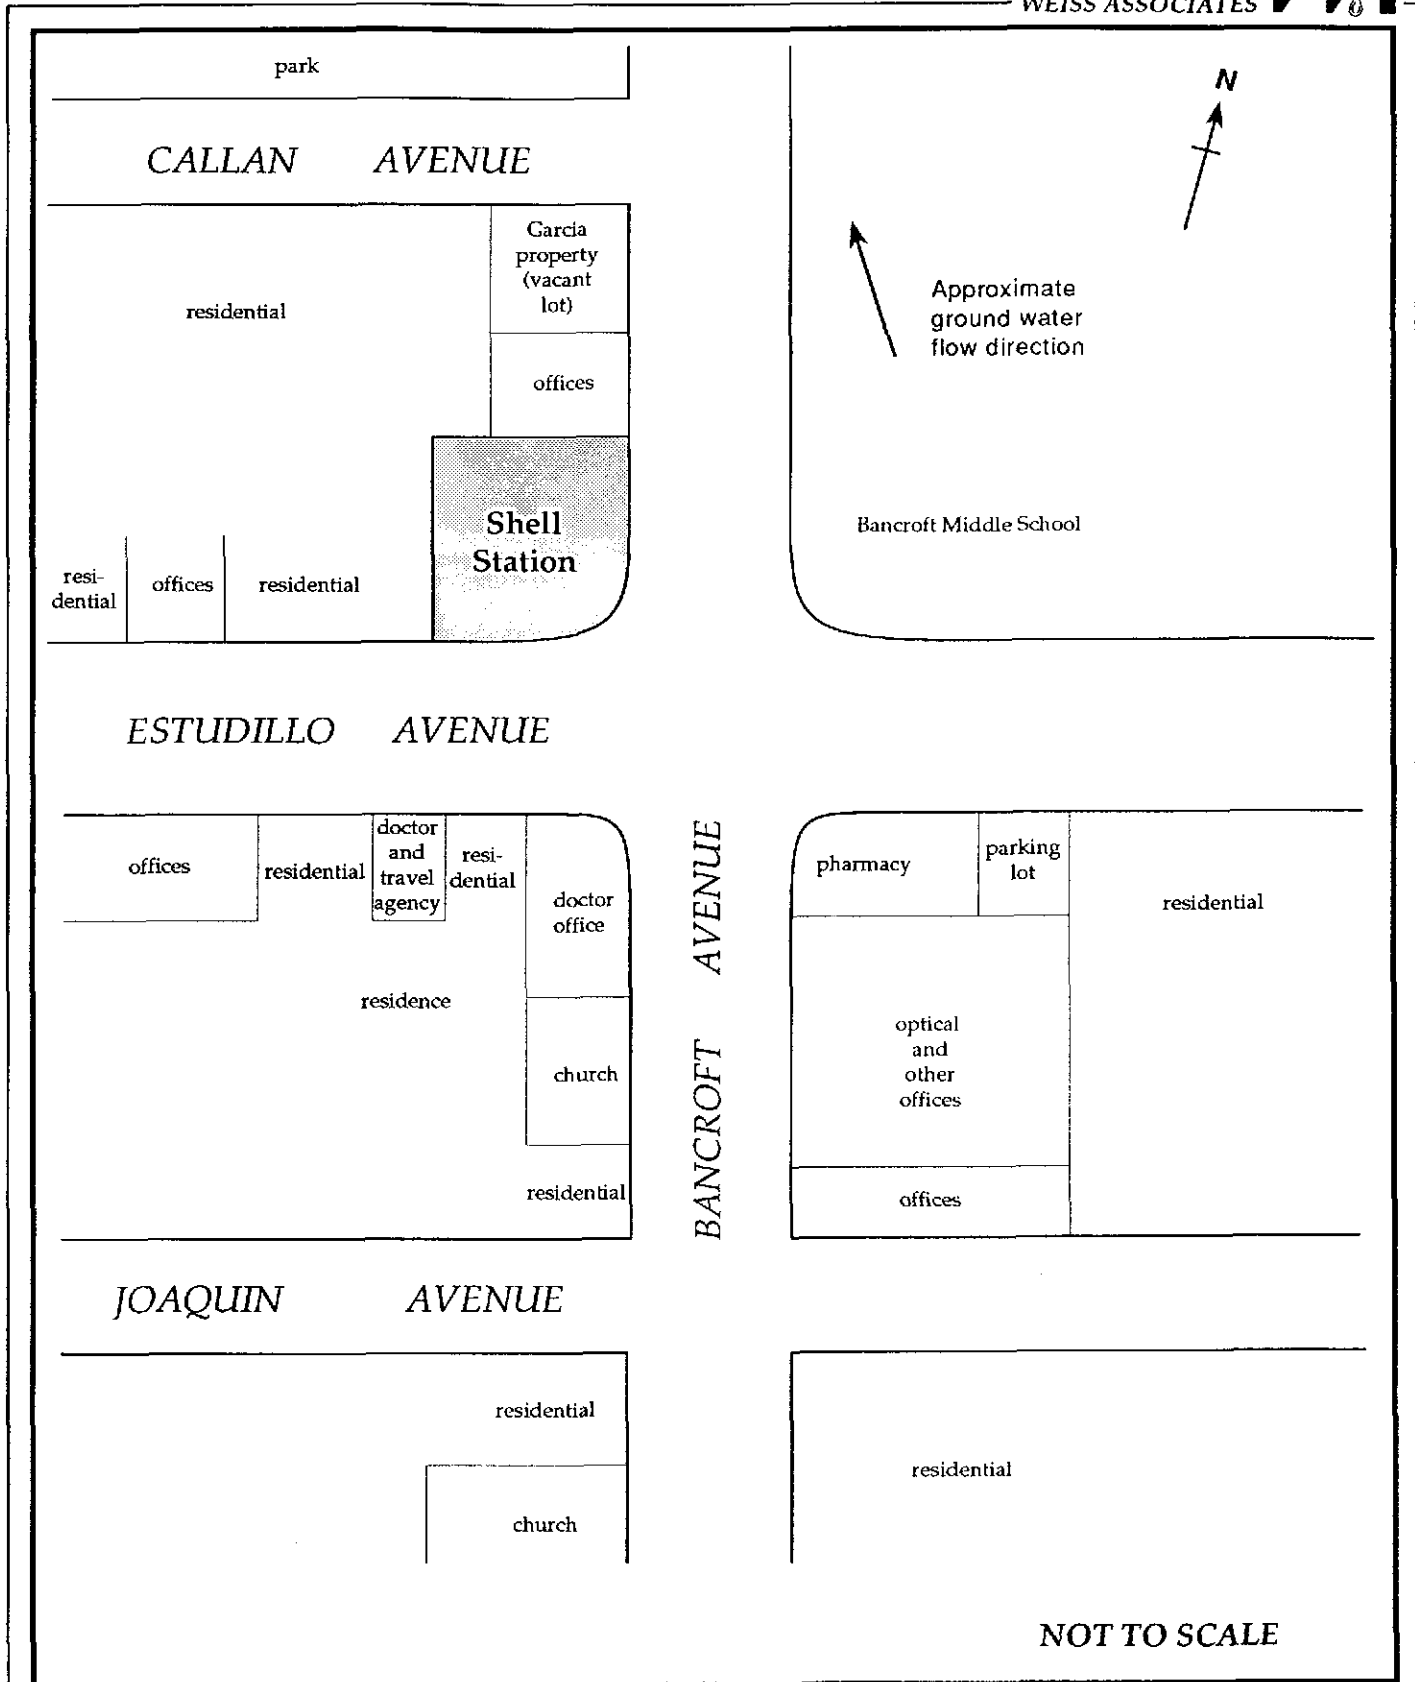 WEISS ASSOCIATES
park
N
CALLAN AVENUE
Garcia
property
(vacant
lot)
residential
Approximate
ground water
flow direction
offices
Shell
Station
Bancroft Middle School
resi-
dential
offices
residential
ESTUDILLO AVENUE
offices
residential
doctor
and
travel
agency
resi-
dential
doctor
office
BANCROFT AVENUE
pharmacy
parking
lot
residential
residence
church
optical
and
other
offices
residential
offices
JOAQUIN AVENUE
residential
church
residential
NOT TO SCALE